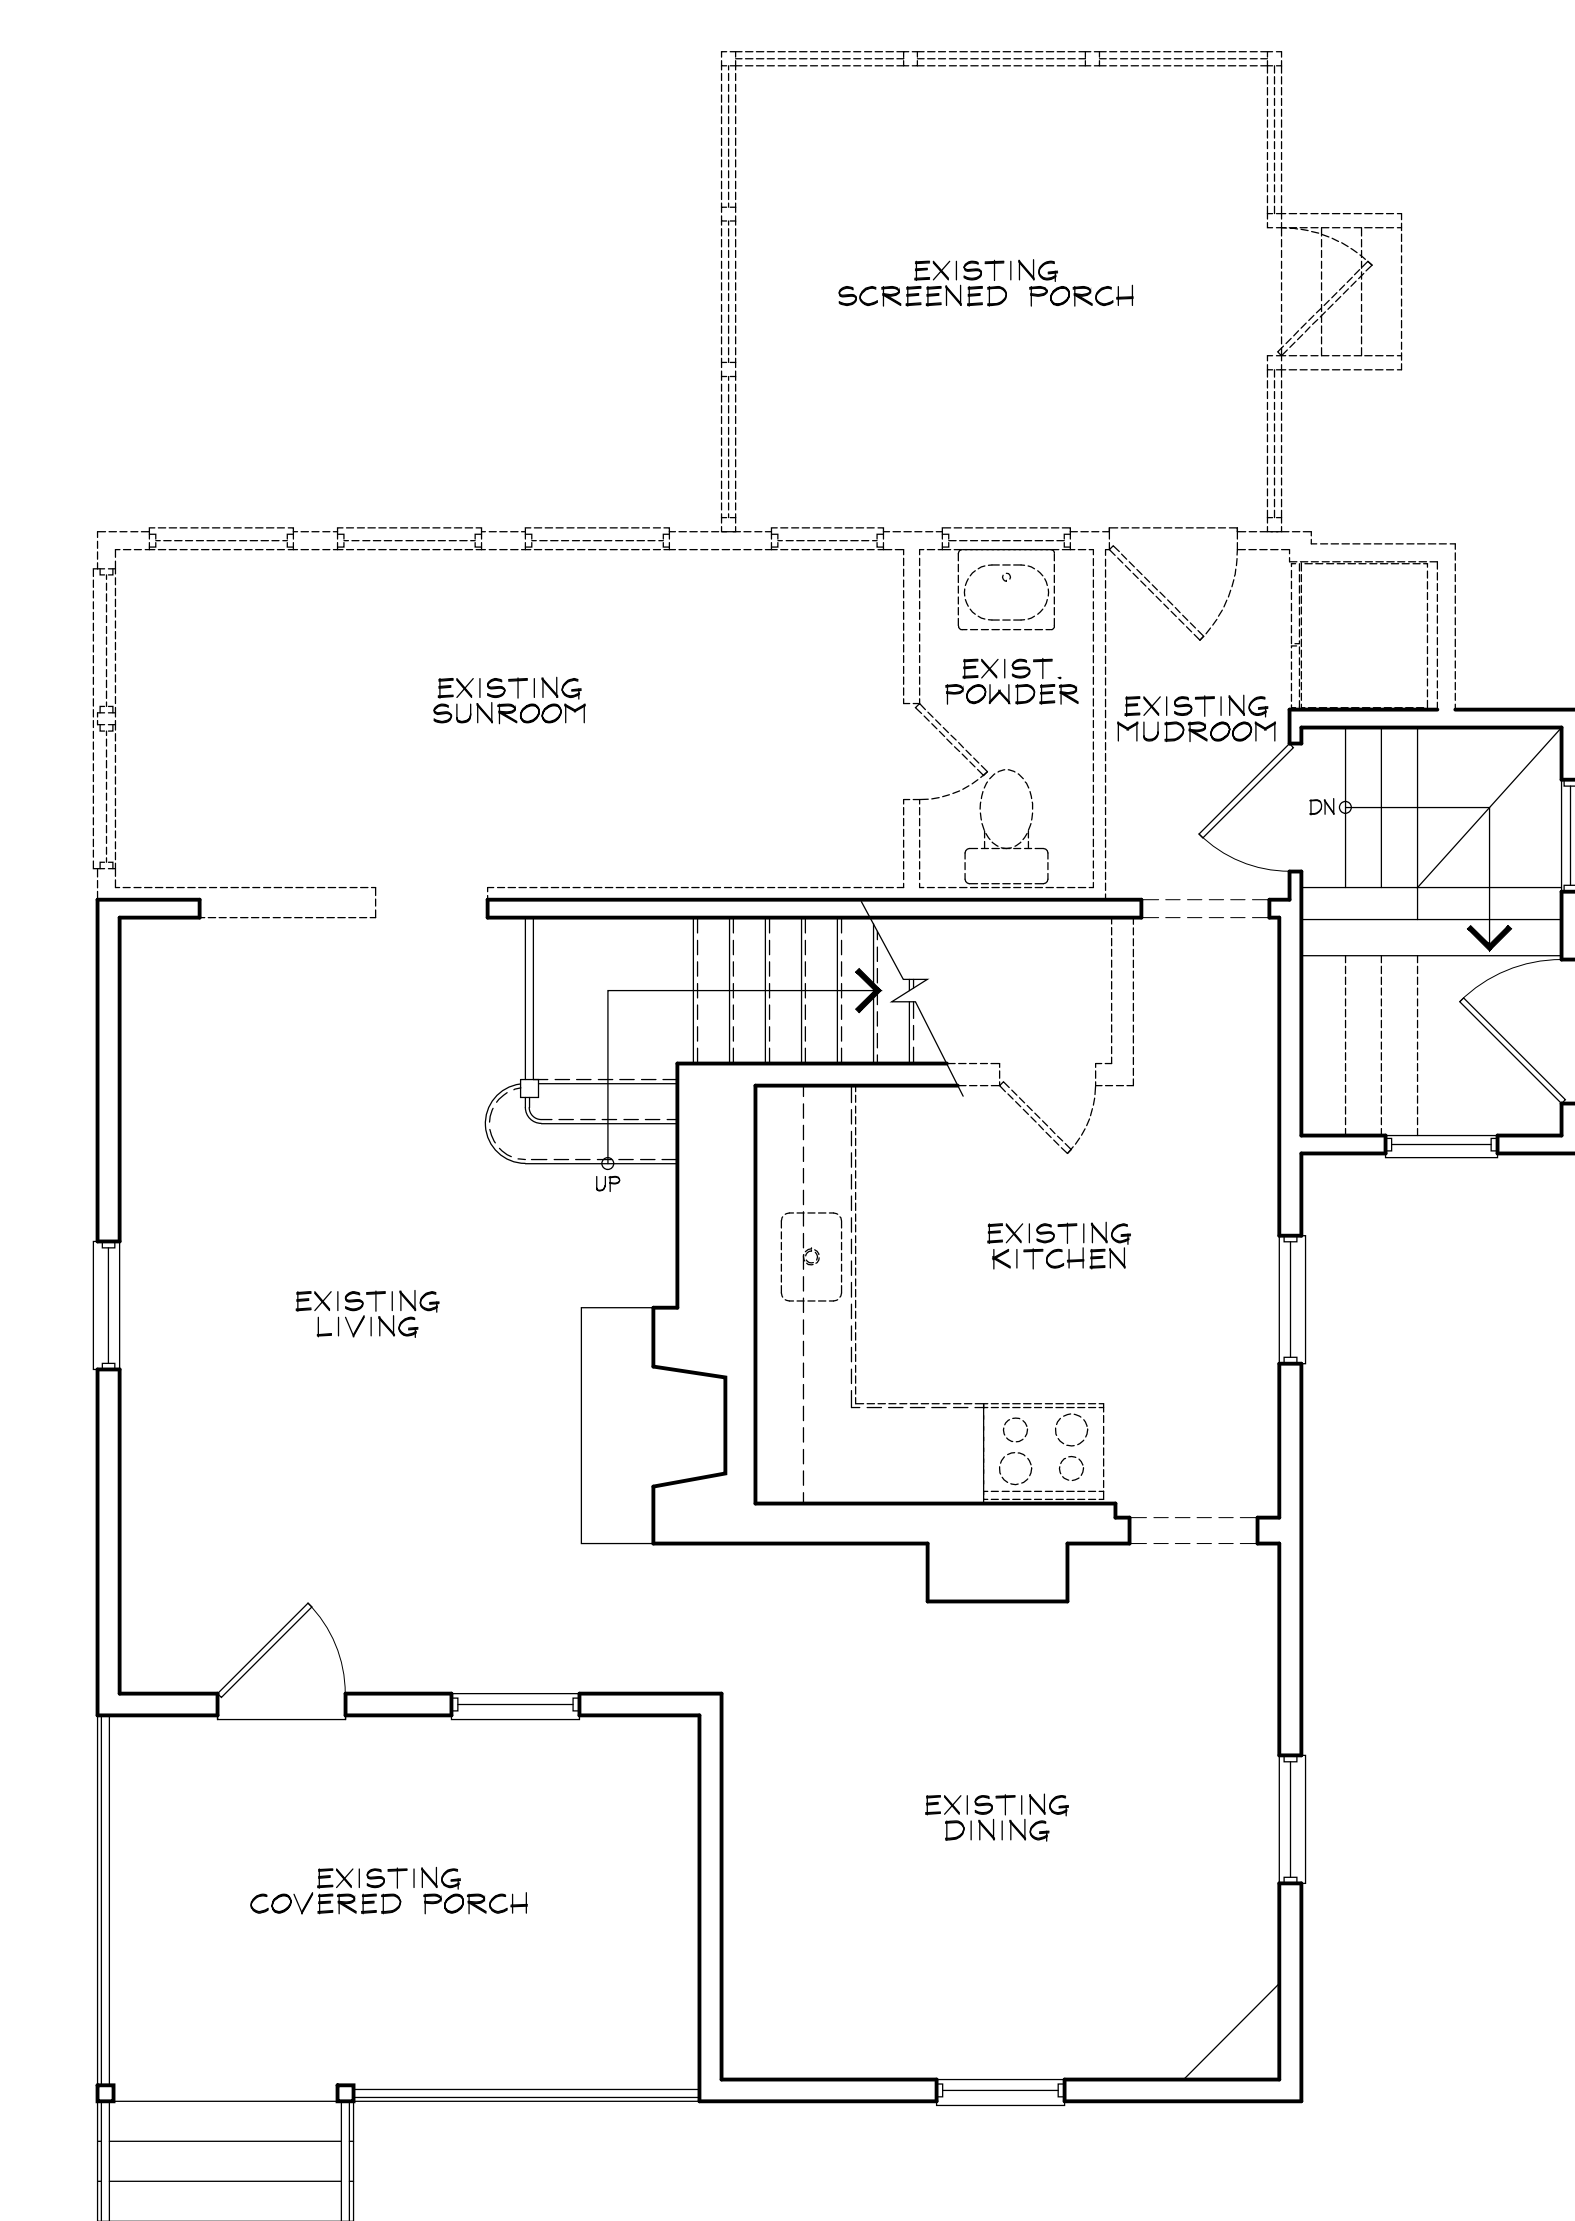 EXISTING
SCREENED PORCH
EXISTING
SUNROOM
EXIST.
POWDER
EXISTING
MUDROOM
DN
UP
EXISTING
KITCHEN
EXISTING
LIVING
EXISTING
DINING
EXISTING
COVERED PORCH